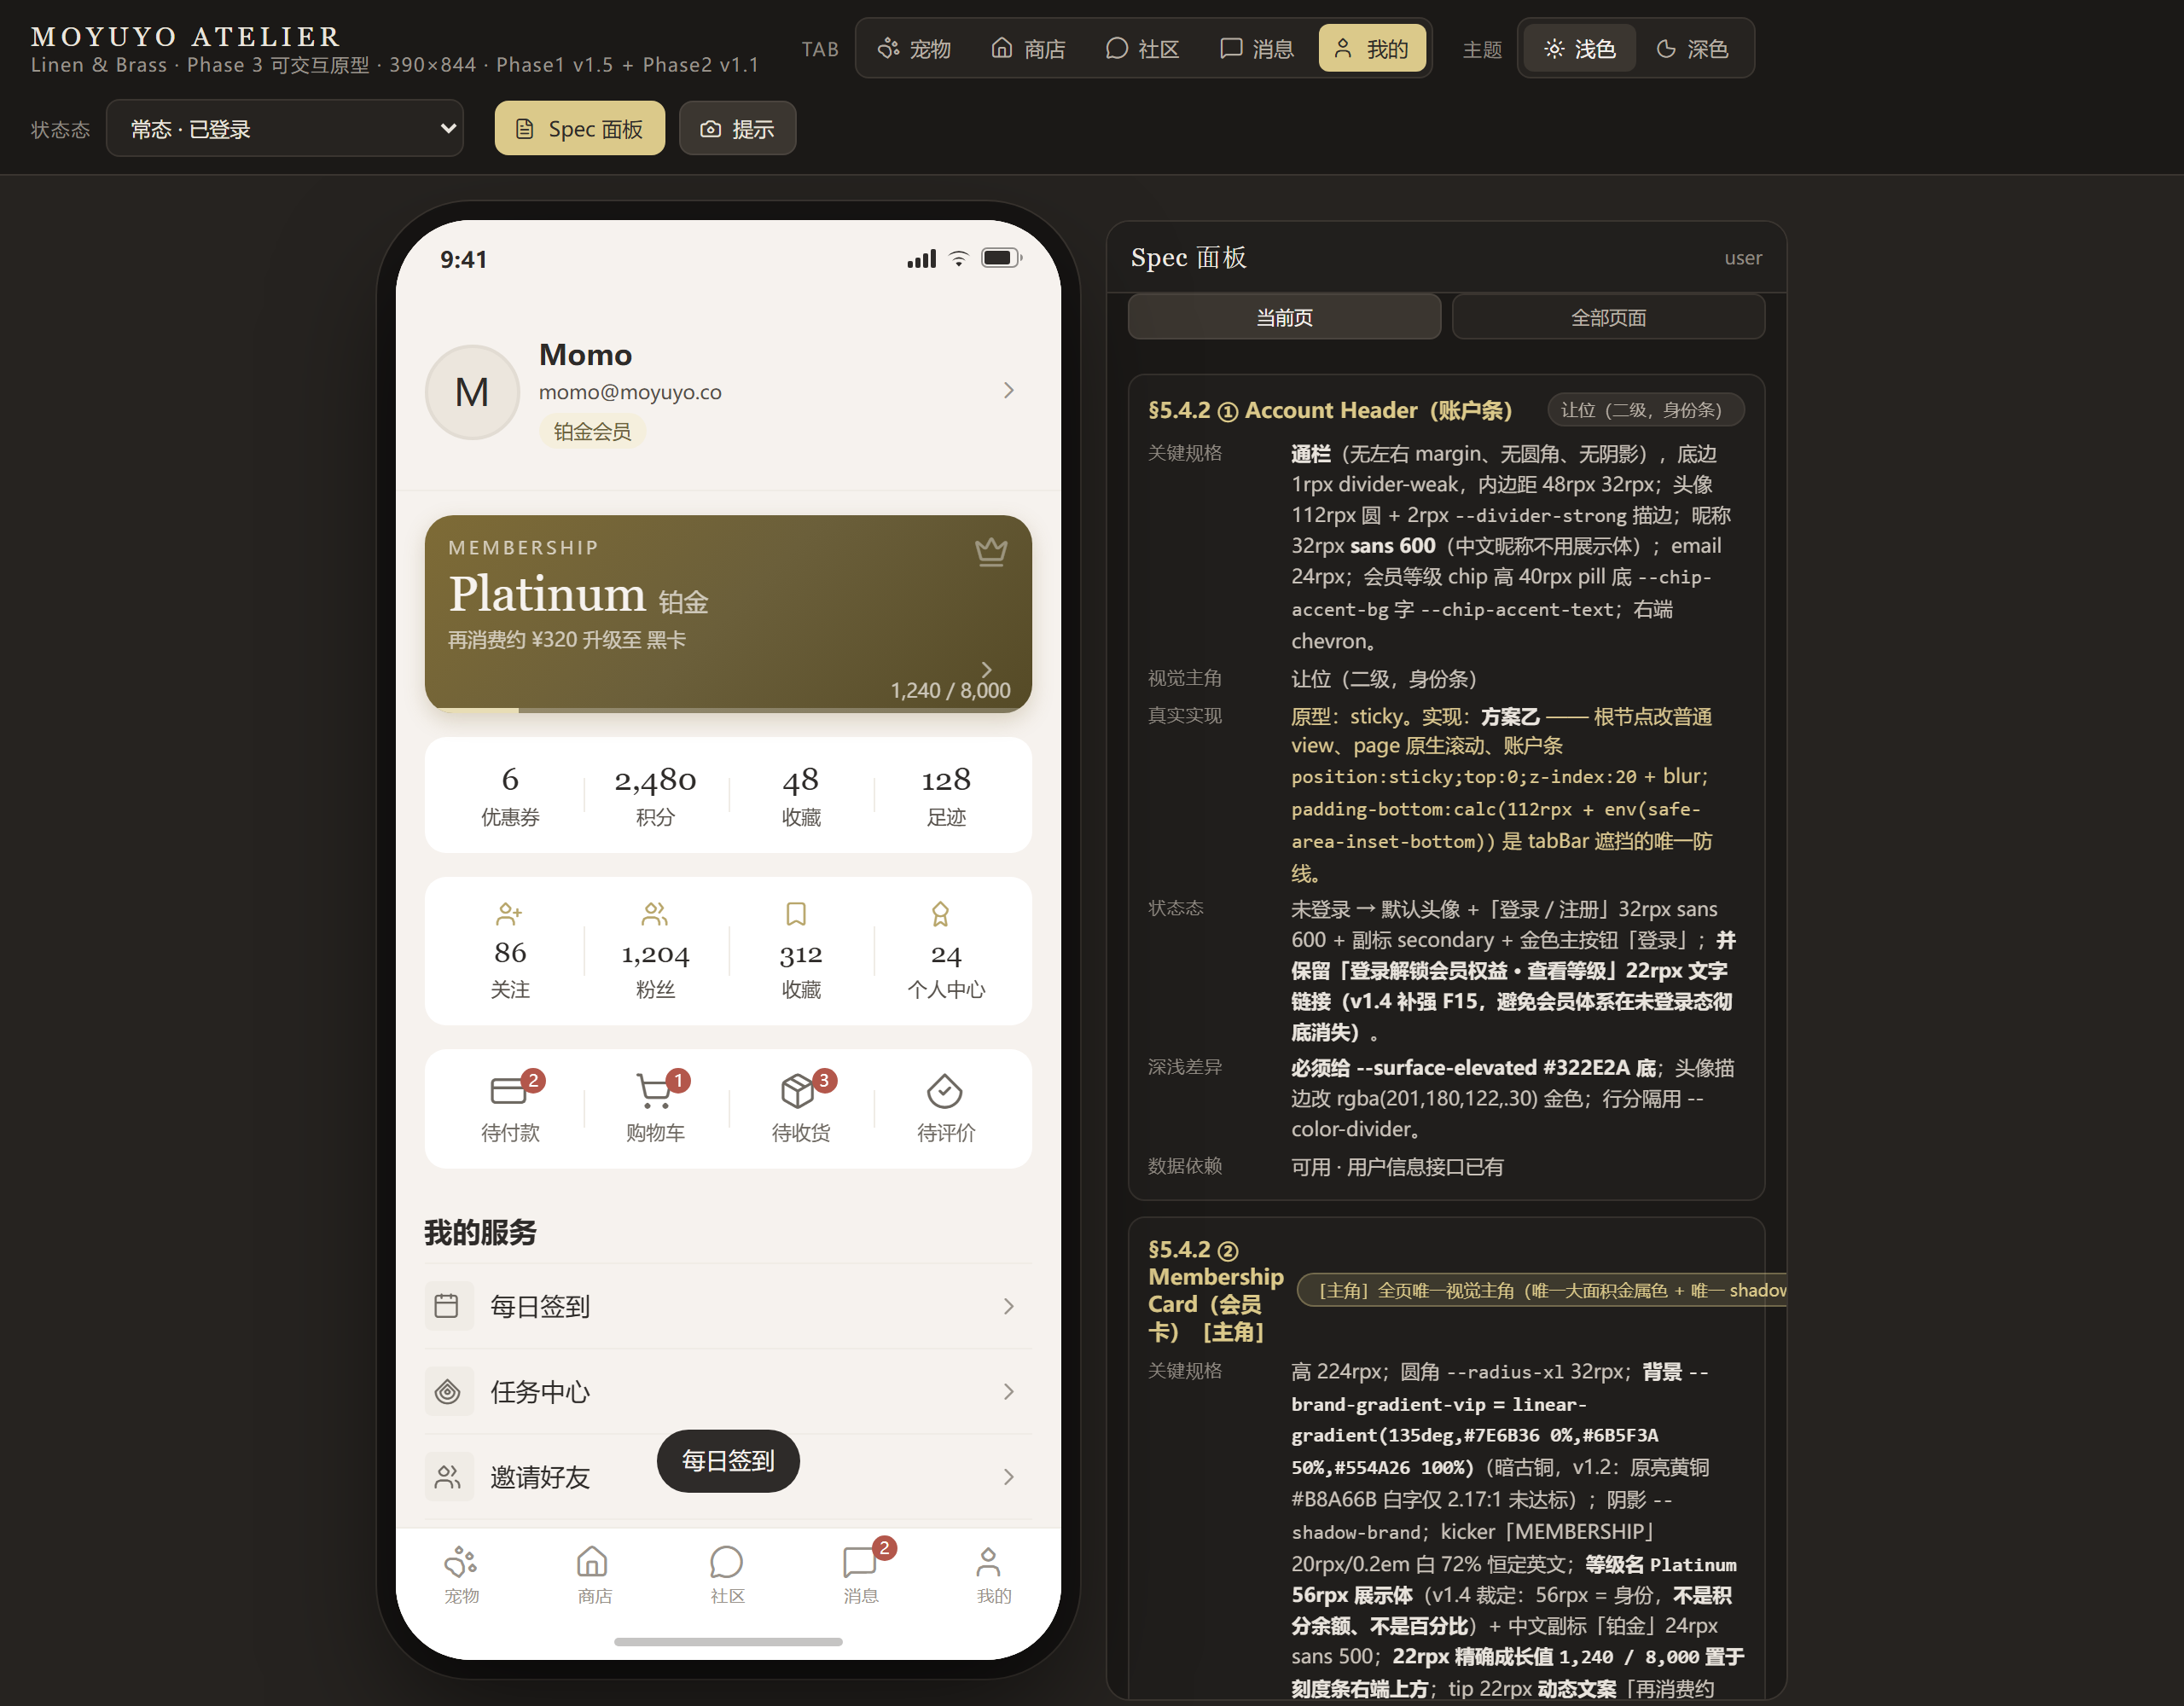 MOYUYO ATELIER
Linen & Brass · Phase 3 可交互原型 · 390×844 · Phase1 v1.5 + Phase2 v1.1
TAB
宠物
商店
社区
消息
我的
主题
浅色
深色
状态态
常态 · 已登录
Spec 面板
提示
9:41
M
Momo
momo@moyuyo.co
铂金会员
MEMBERSHIP
Platinum 铂金
再消费约 ¥320 升级至 黑卡
1,240 / 8,000
6
2,480
48
128
优惠券
积分
收藏
足迹
86
1,204
312
24
关注
粉丝
收藏
个人中心
2
1
3
待付款
购物车
待收货
待评价
我的服务
每日签到
任务中心
邀请好友
每日签到
2
宠物
商店
社区
消息
我的
Spec 面板
user
当前页
全部页面
§5.4.2 ① Account Header（账户条）
让位（二级，身份条）
关键规格
通栏（无左右 margin、无圆角、无阴影），底边
1rpx divider-weak，内边距 48rpx 32rpx；头像
112rpx 圆 + 2rpx --divider-strong 描边；昵称
32rpx sans 600（中文昵称不用展示体）；email
24rpx；会员等级 chip 高 40rpx pill 底 --chip-
accent-bg 字 --chip-accent-text；右端
chevron。
视觉主角
让位（二级，身份条）
真实实现
原型：sticky。实现：方案乙 —— 根节点改普通
view、page 原生滚动、账户条
position:sticky;top:0;z-index:20 + blur；
padding-bottom:calc(112rpx + env(safe-
area-inset-bottom)) 是 tabBar 遮挡的唯一防
线。
状态态
未登录 → 默认头像 +「登录 / 注册」32rpx sans
600 + 副标 secondary + 金色主按钮「登录」；并
保留「登录解锁会员权益 • 查看等级」22rpx 文字
链接（v1.4 补强 F15，避免会员体系在未登录态彻
底消失）。
深浅差异
必须给 --surface-elevated #322E2A 底；头像描
边改 rgba(201,180,122,.30) 金色；行分隔用 --
color-divider。
数据依赖
可用 · 用户信息接口已有
§5.4.2 ②
Membership
Card（会员
卡） [主角]
[主角] 全页唯一视觉主角（唯一大面积金属色 + 唯一 shadow
关键规格
高 224rpx；圆角 --radius-xl 32rpx；背景 --
brand-gradient-vip = linear-
gradient(135deg,#7E6B36 0%,#6B5F3A
50%,#554A26 100%)（暗古铜，v1.2：原亮黄铜
#B8A66B 白字仅 2.17:1 未达标）；阴影 --
shadow-brand；kicker「MEMBERSHIP」
20rpx/0.2em 白 72% 恒定英文；等级名 Platinum
56rpx 展示体（v1.4 裁定：56rpx = 身份，不是积
分余额、不是百分比）+ 中文副标「铂金」24rpx
sans 500；22rpx 精确成长值 1,240 / 8,000 置于
刻度条右端上方；tip 22rpx 动态文案「再消费约